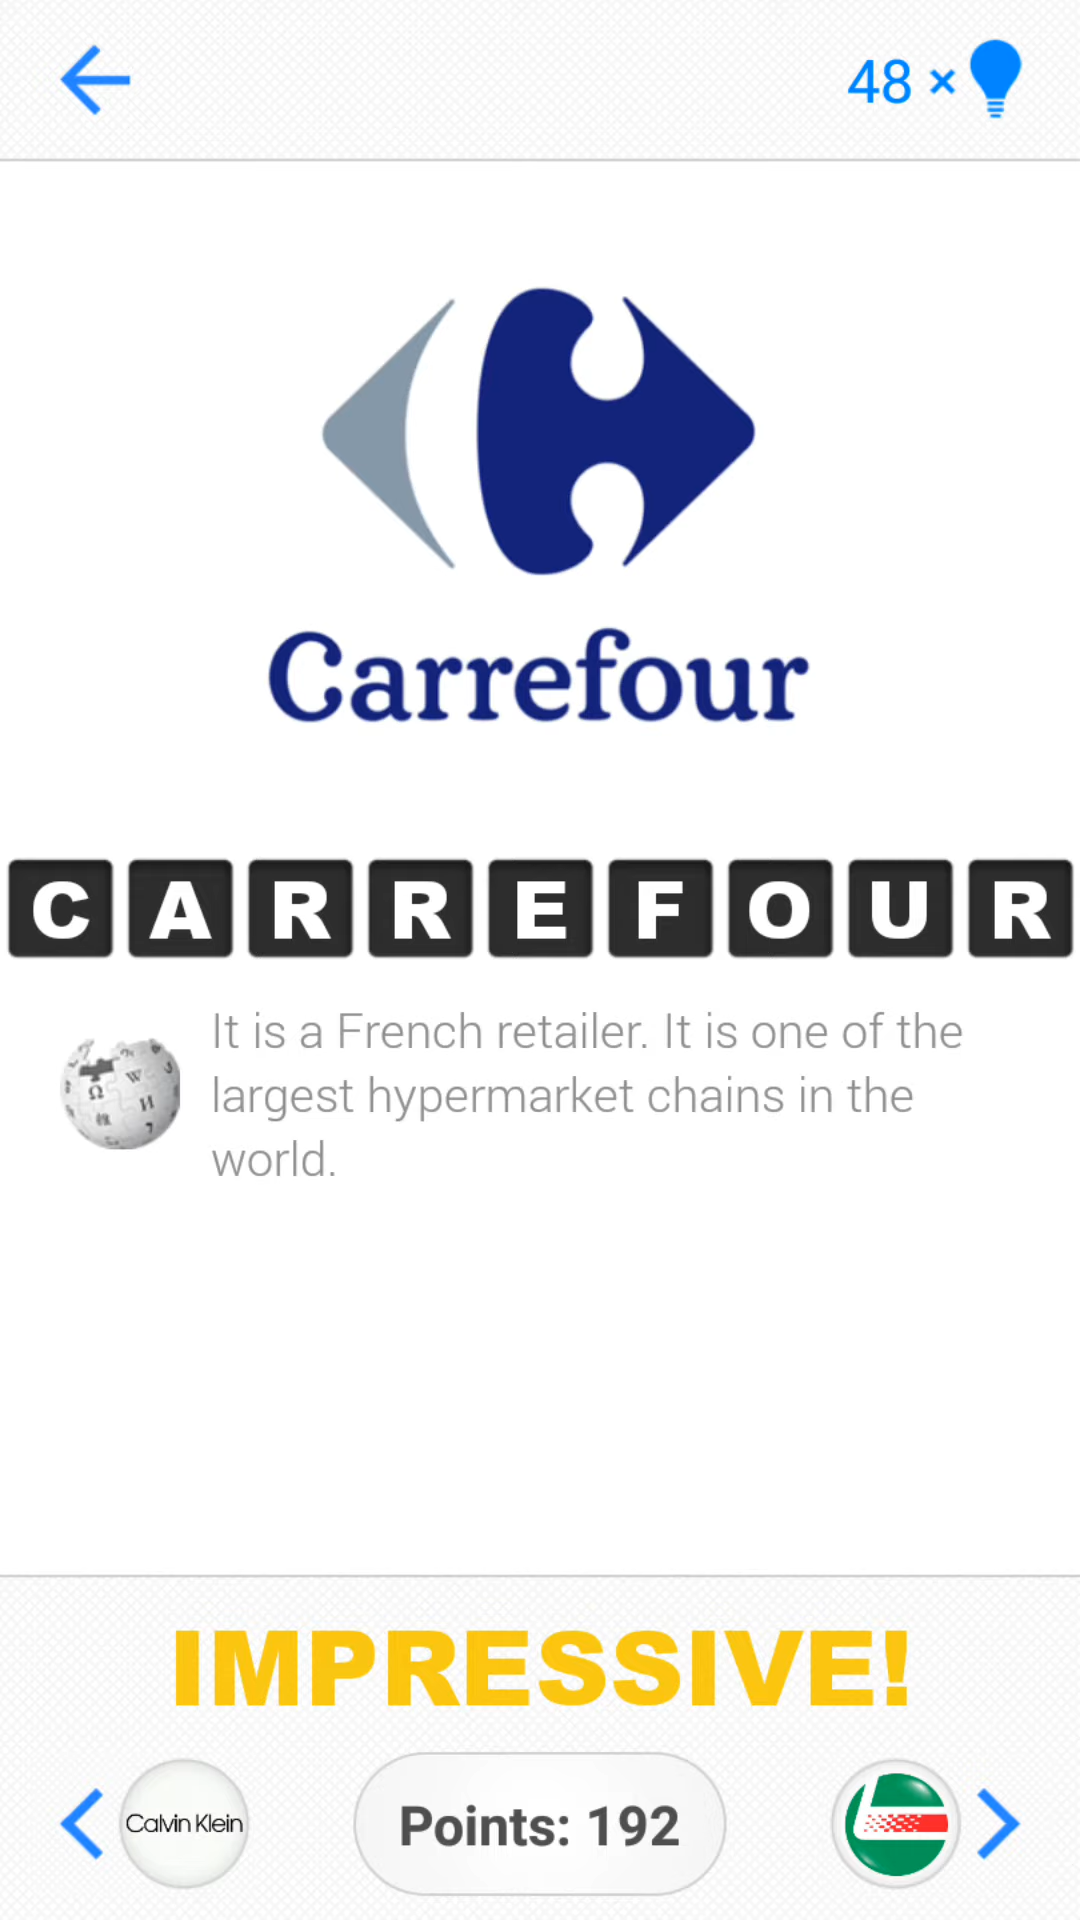 48 ×
Carrefour
CARREFOUR
It is a French retailer. It is one of the
largest hypermarket chains in the
world.
IMPRESSIVE!
Calvin Klein
Points: 192